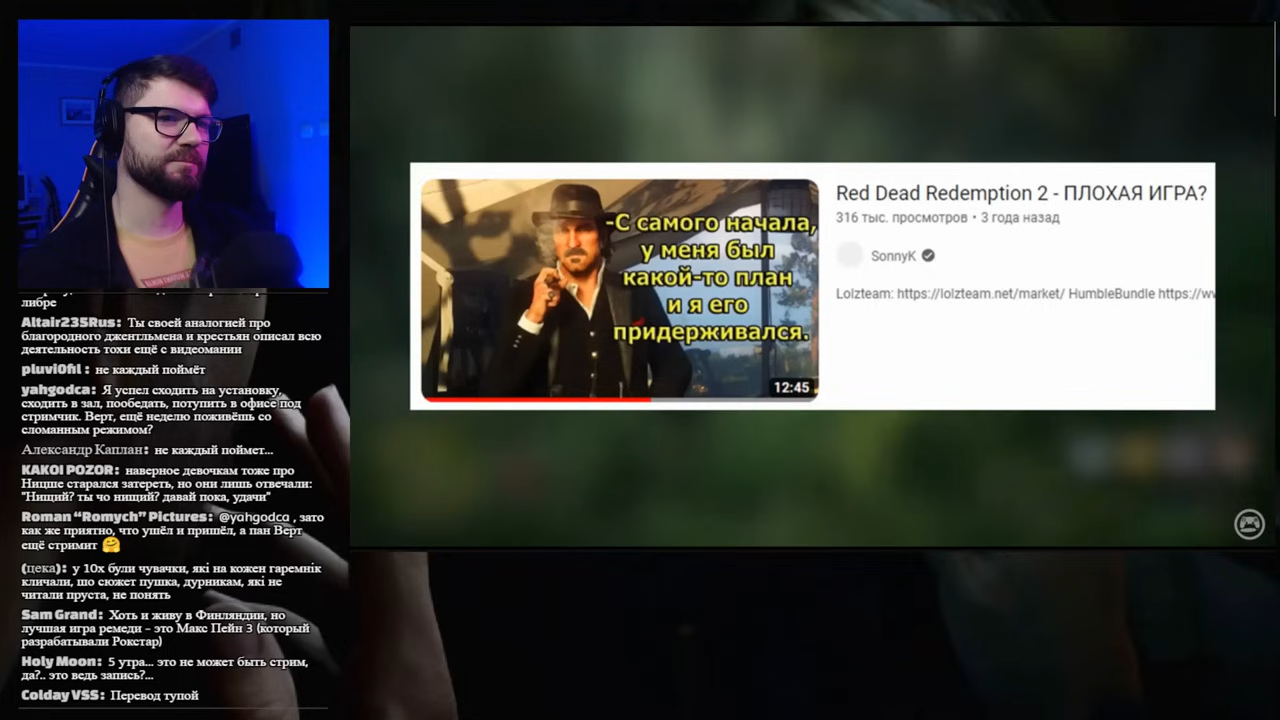 либре
Altair235Rus: Ты своей аналогией про
благородного джентльмена и крестьян описал всю
деятельность тохи ещё с видеомании
pluvi0fil: не каждый поймёт
yahgodca: Я успел сходить на установку,
сходить в зал, пообедать, потупить в офисе под
стримчик. Верт, ещё неделю поживёшь со
сломанным режимом?
Александр Каплан: не каждый поймет...
KAKOI POZOR: наверное девочкам тоже про
Ницше старался затереть, но они лишь отвечали:
"Нищий? ты чо нищий? давай пока, удачи"
Roman “Romych” Pictures: @yahgodca , зато
как же приятно, что ушёл и пришёл, а пан Верт
ещё стримит 🤗
(цека): у 10х були чувачки, які на кожен гаремнік
кличали, шо сюжет пушка, дурникам, які не
читали пруста, не понять
Sam Grand: Хоть и живу в Финляндии, но
лучшая игра ремеди – это Макс Пейн 3 (который
разрабатывали Рокстар)
Holy Moon: 5 утра... это не может быть стрим,
да?.. это ведь запись?...
Colday VSS: Перевод тупой
-С самого начала,
у меня был
какой-то план
и я его
придерживался.
12:45
Red Dead Redemption 2 - ПЛОХАЯ ИГРА?
316 тыс. просмотров • 3 года назад
SonnyK
Lolzteam: https://lolzteam.net/market/ HumbleBundle https://w